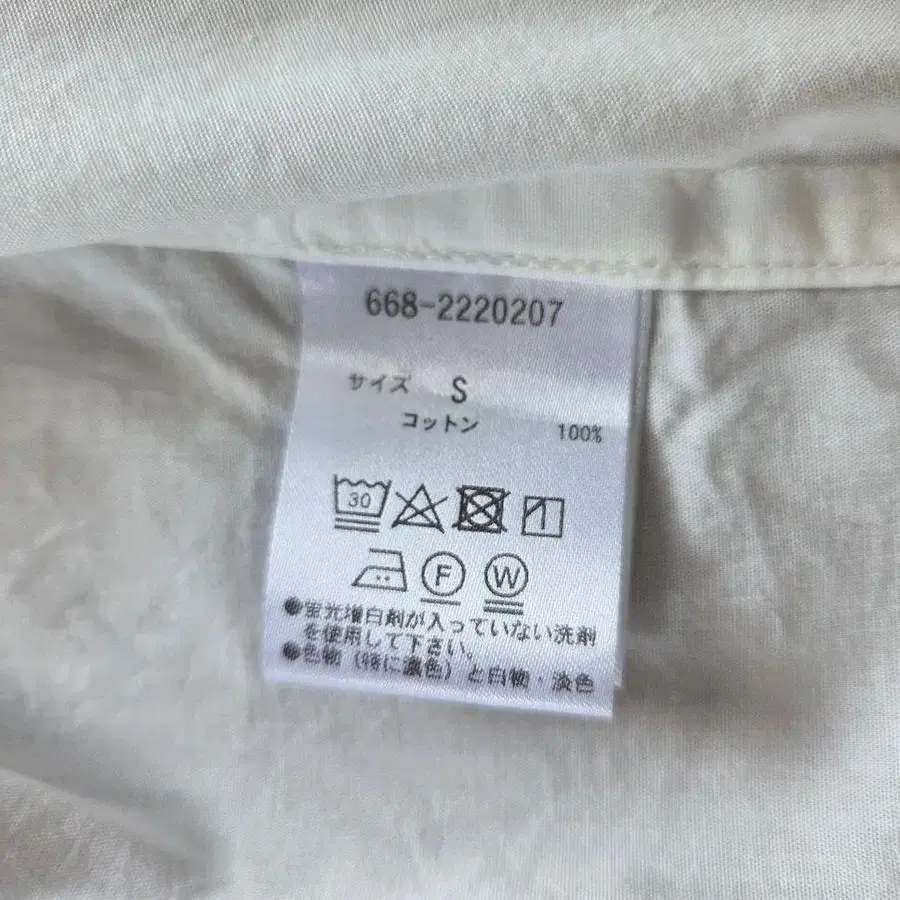 668-2220207
サイズ S
コットン 100%
30
F W
●蛍光増白剤が入っていない洗剤
を使用して下さい。
●色物（特に濃色）と白物・淡色